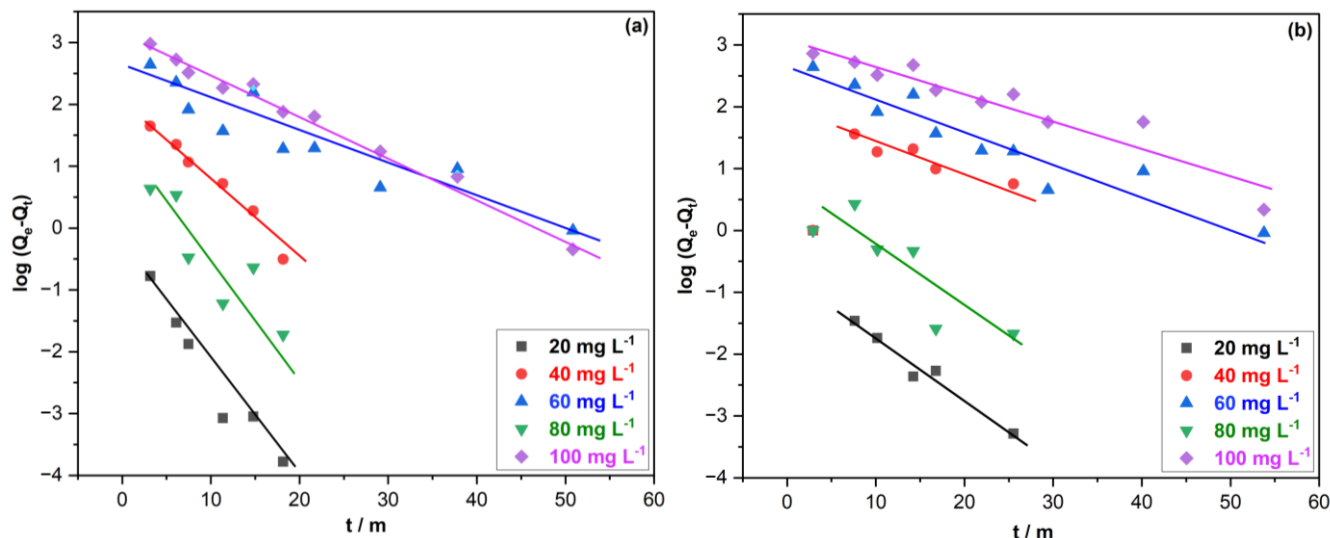 (a)
3
2
1
0
−1
−2
−3
−4
log (Qₑ-Qₜ)
0 10 20 30 40 50 60
t / m
20 mg L⁻¹
40 mg L⁻¹
60 mg L⁻¹
80 mg L⁻¹
100 mg L⁻¹
(b)
3
2
1
0
−1
−2
−3
−4
log (Qₑ-Qₜ)
0 10 20 30 40 50 60
t / m
20 mg L⁻¹
40 mg L⁻¹
60 mg L⁻¹
80 mg L⁻¹
100 mg L⁻¹